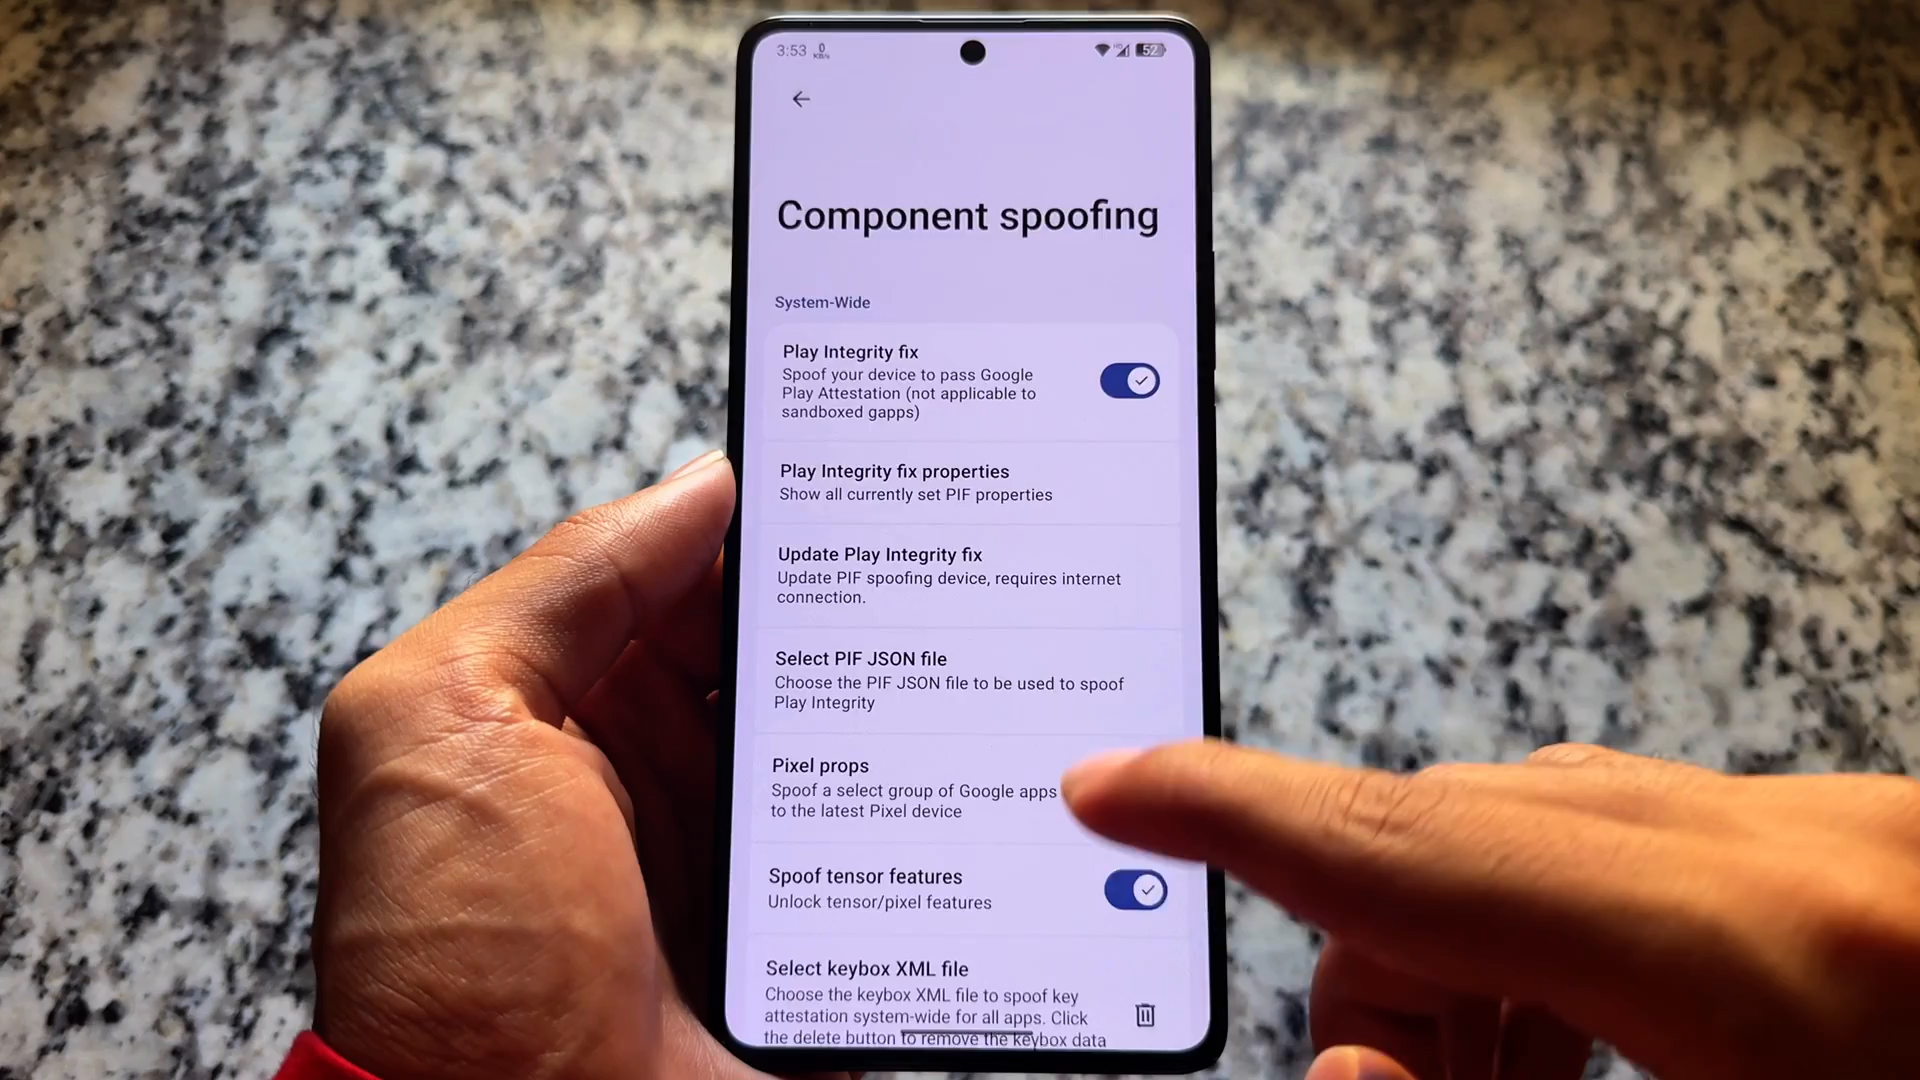 3:53 0 KB/s HD 52
Component spoofing
System-Wide
Play Integrity fix
Spoof your device to pass Google
Play Attestation (not applicable to
sandboxed gapps)
Play Integrity fix properties
Show all currently set PIF properties
Update Play Integrity fix
Update PIF spoofing device, requires internet
connection.
Select PIF JSON file
Choose the PIF JSON file to be used to spoof
Play Integrity
Pixel props
Spoof a select group of Google apps
to the latest Pixel device
Spoof tensor features
Unlock tensor/pixel features
Select keybox XML file
Choose the keybox XML file to spoof key
attestation system-wide for all apps. Click
the delete button to remove the keybox data